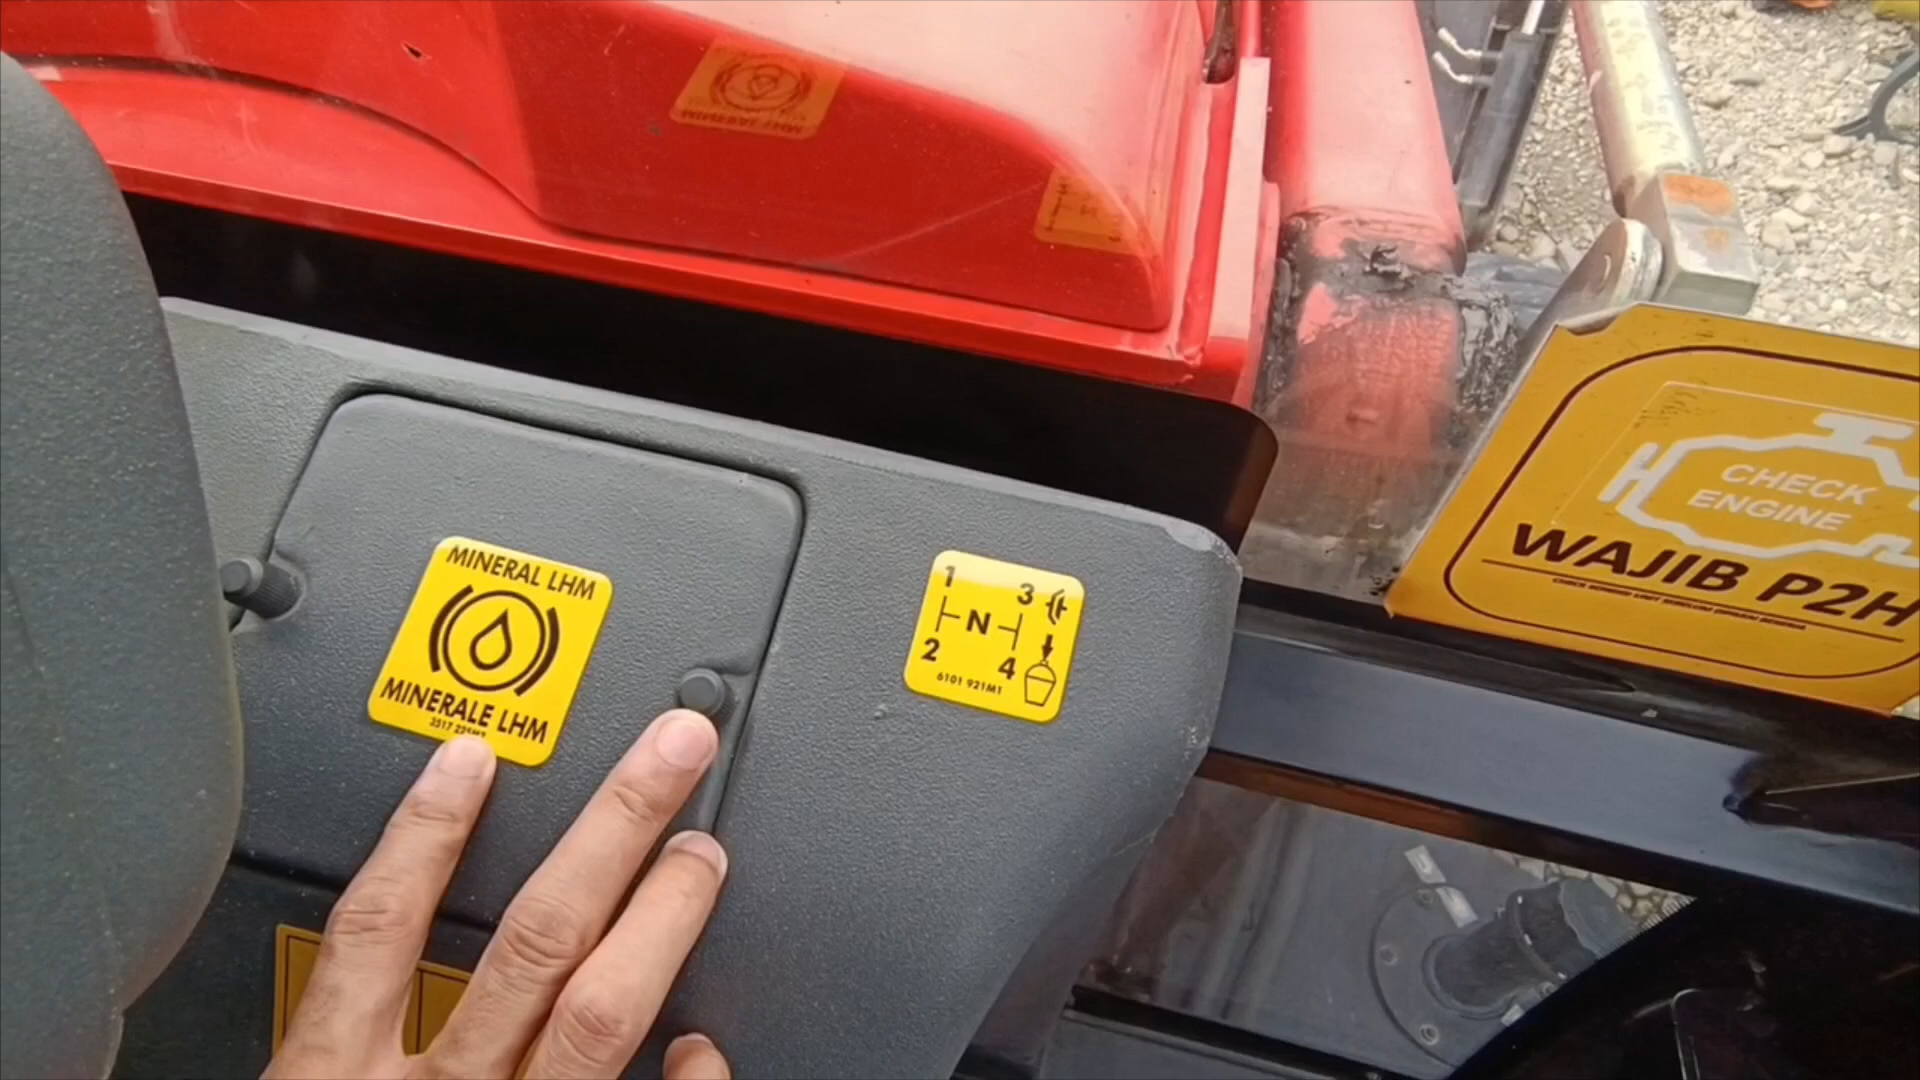 MINERAL LHM
MINERALE LHM
1 3
N
2 4
6101 921M1
CHECK
ENGINE
WAJIB P2H